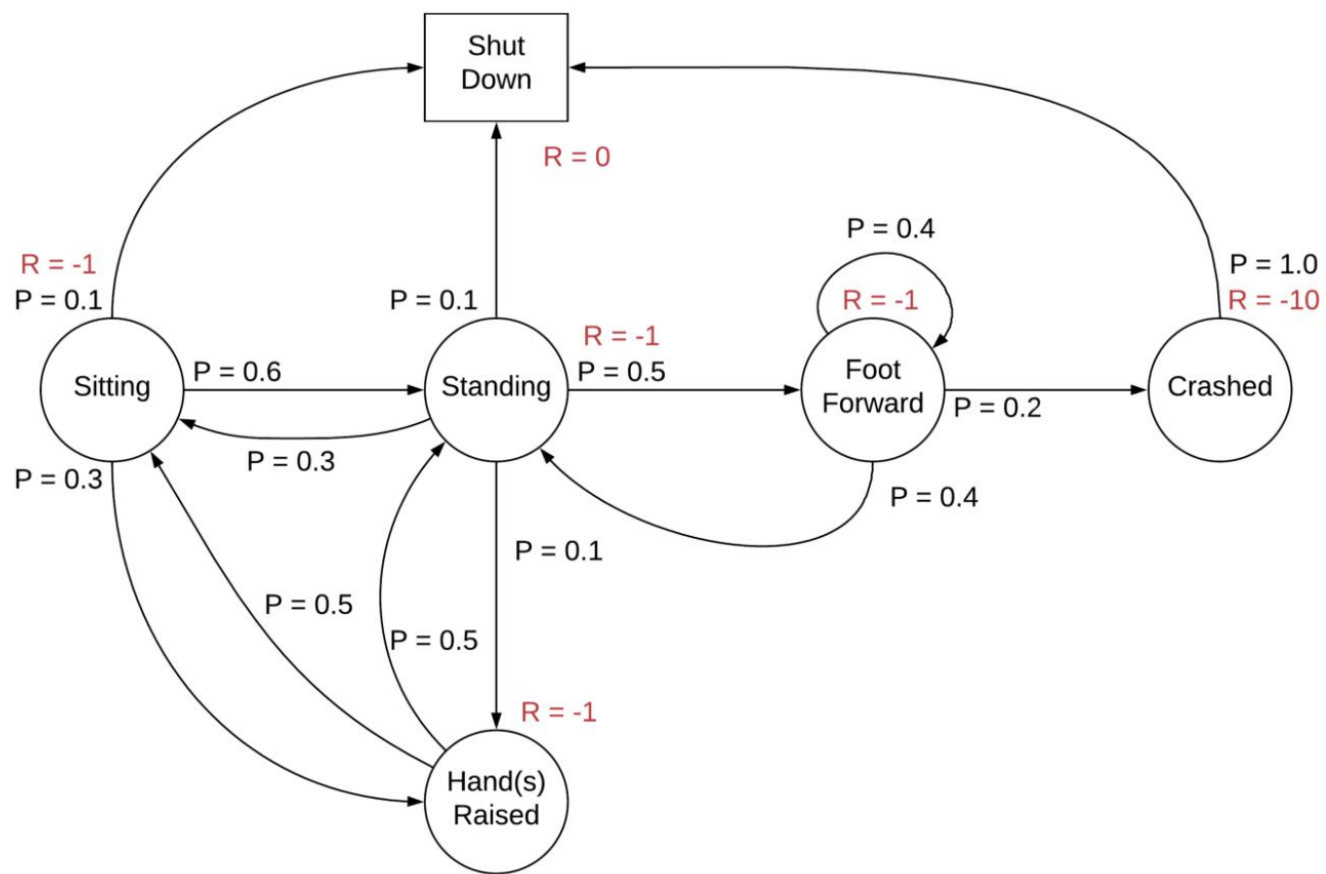 Shut
Down
R = 0
P = 0.4
R = -1
P = 0.1
P = 0.1
R = -1
P = 1.0
R = -10
R = -1
P = 0.5
Sitting
P = 0.6
Standing
Foot
Forward
P = 0.2
Crashed
P = 0.3
P = 0.3
P = 0.4
P = 0.1
P = 0.5
P = 0.5
R = -1
Hand(s)
Raised